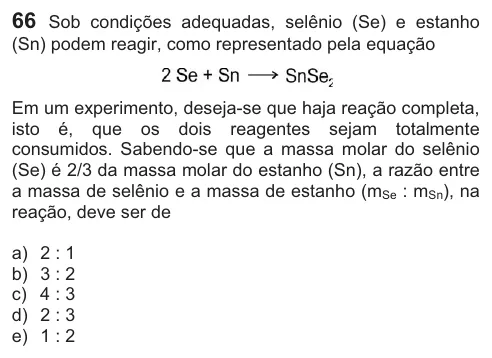 66 Sob condições adequadas, selênio (Se) e estanho
(Sn) podem reagir, como representado pela equação
2 Se + Sn ⟶ SnSe₂
Em um experimento, deseja-se que haja reação completa,
isto é, que os dois reagentes sejam totalmente
consumidos. Sabendo-se que a massa molar do selênio
(Se) é 2/3 da massa molar do estanho (Sn), a razão entre
a massa de selênio e a massa de estanho (mSe : mSn), na
reação, deve ser de
a) 2 : 1
b) 3 : 2
c) 4 : 3
d) 2 : 3
e) 1 : 2